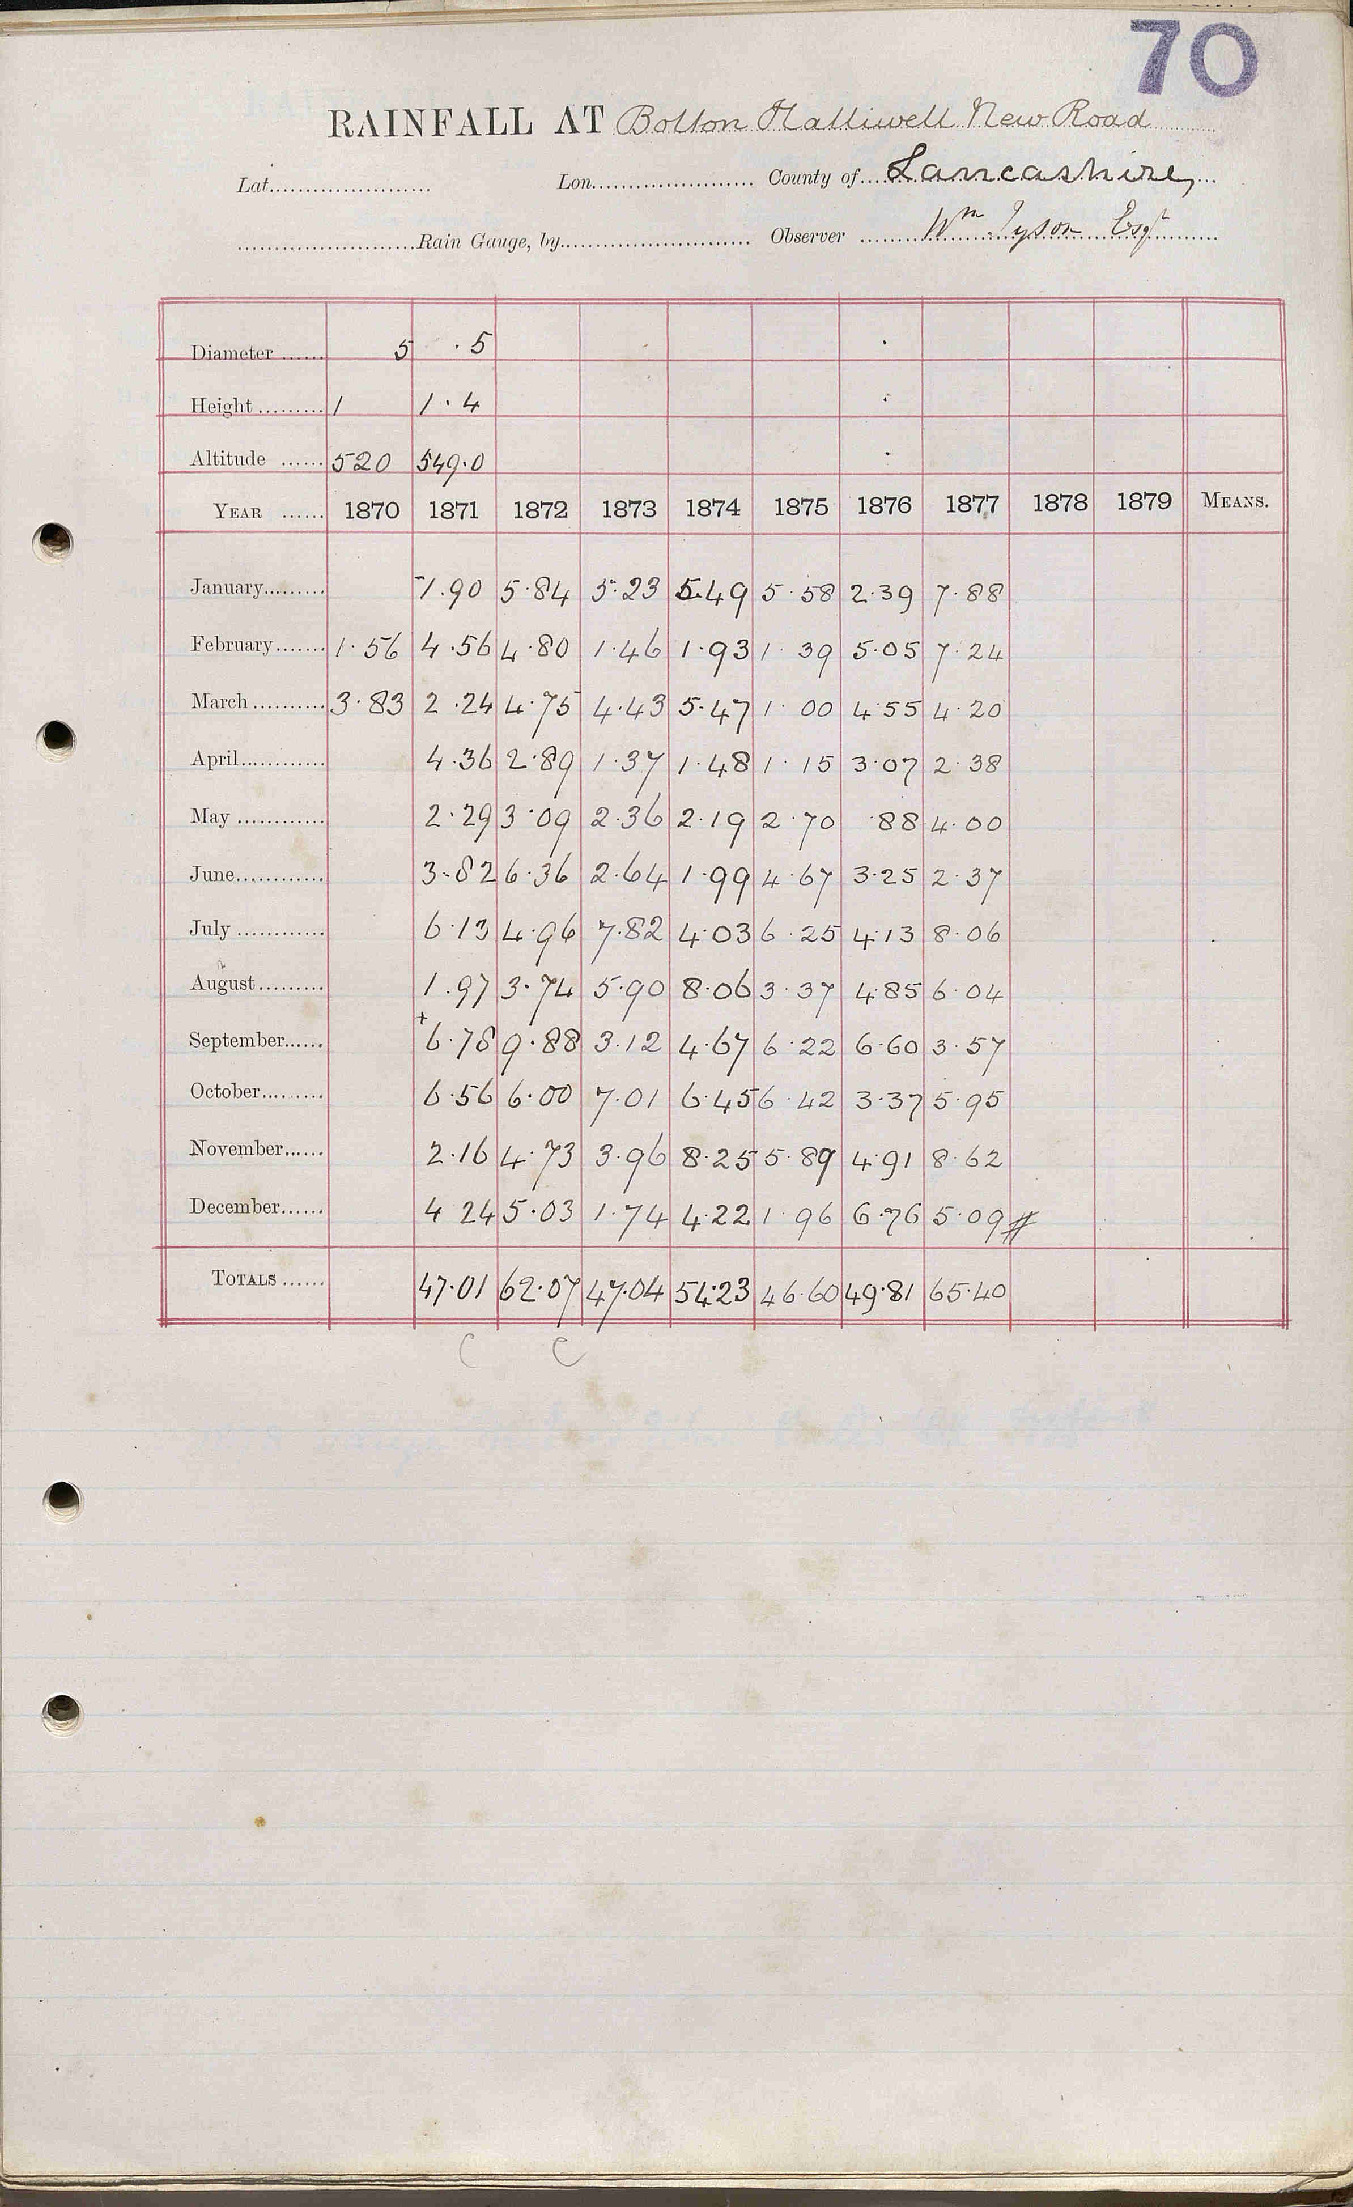 70
RAINFALL AT Bolton Halliwell New Road
Lat. Lon. County of Lancashire,
Rain Gauge, by Observer Wm Tyson Esqr
Diameter 5 .5
Height 1 1.4
Altitude 520 549.0
YEAR 1870 1871 1872 1873 1874 1875 1876 1877 1878 1879 MEANS.
January 1.90 5.84 5.23 5.49 5.58 2.39 7.88
February 1.56 4.56 4.80 1.46 1.93 1.39 5.05 7.24
March 3.83 2.24 4.75 4.43 5.47 1.00 4.55 4.20
April 4.36 2.89 1.37 1.48 1.15 3.07 2.38
May 2.29 3.09 2.36 2.19 2.70 .88 4.00
June 3.82 6.36 2.64 1.99 4.67 3.25 2.37
July 6.13 4.96 7.82 4.03 6.25 4.13 8.06
August 1.97 3.74 5.90 8.06 3.37 4.85 6.04
September +6.78 9.88 3.12 4.67 6.22 6.60 3.57
October 6.56 6.00 7.01 6.45 6.42 3.37 5.95
November 2.16 4.73 3.96 8.25 5.89 4.91 8.62
December 4.24 5.03 1.74 4.22 1.96 6.76 5.09 #
TOTALS 47.01 62.07 47.04 54.23 46.60 49.81 65.40
C C